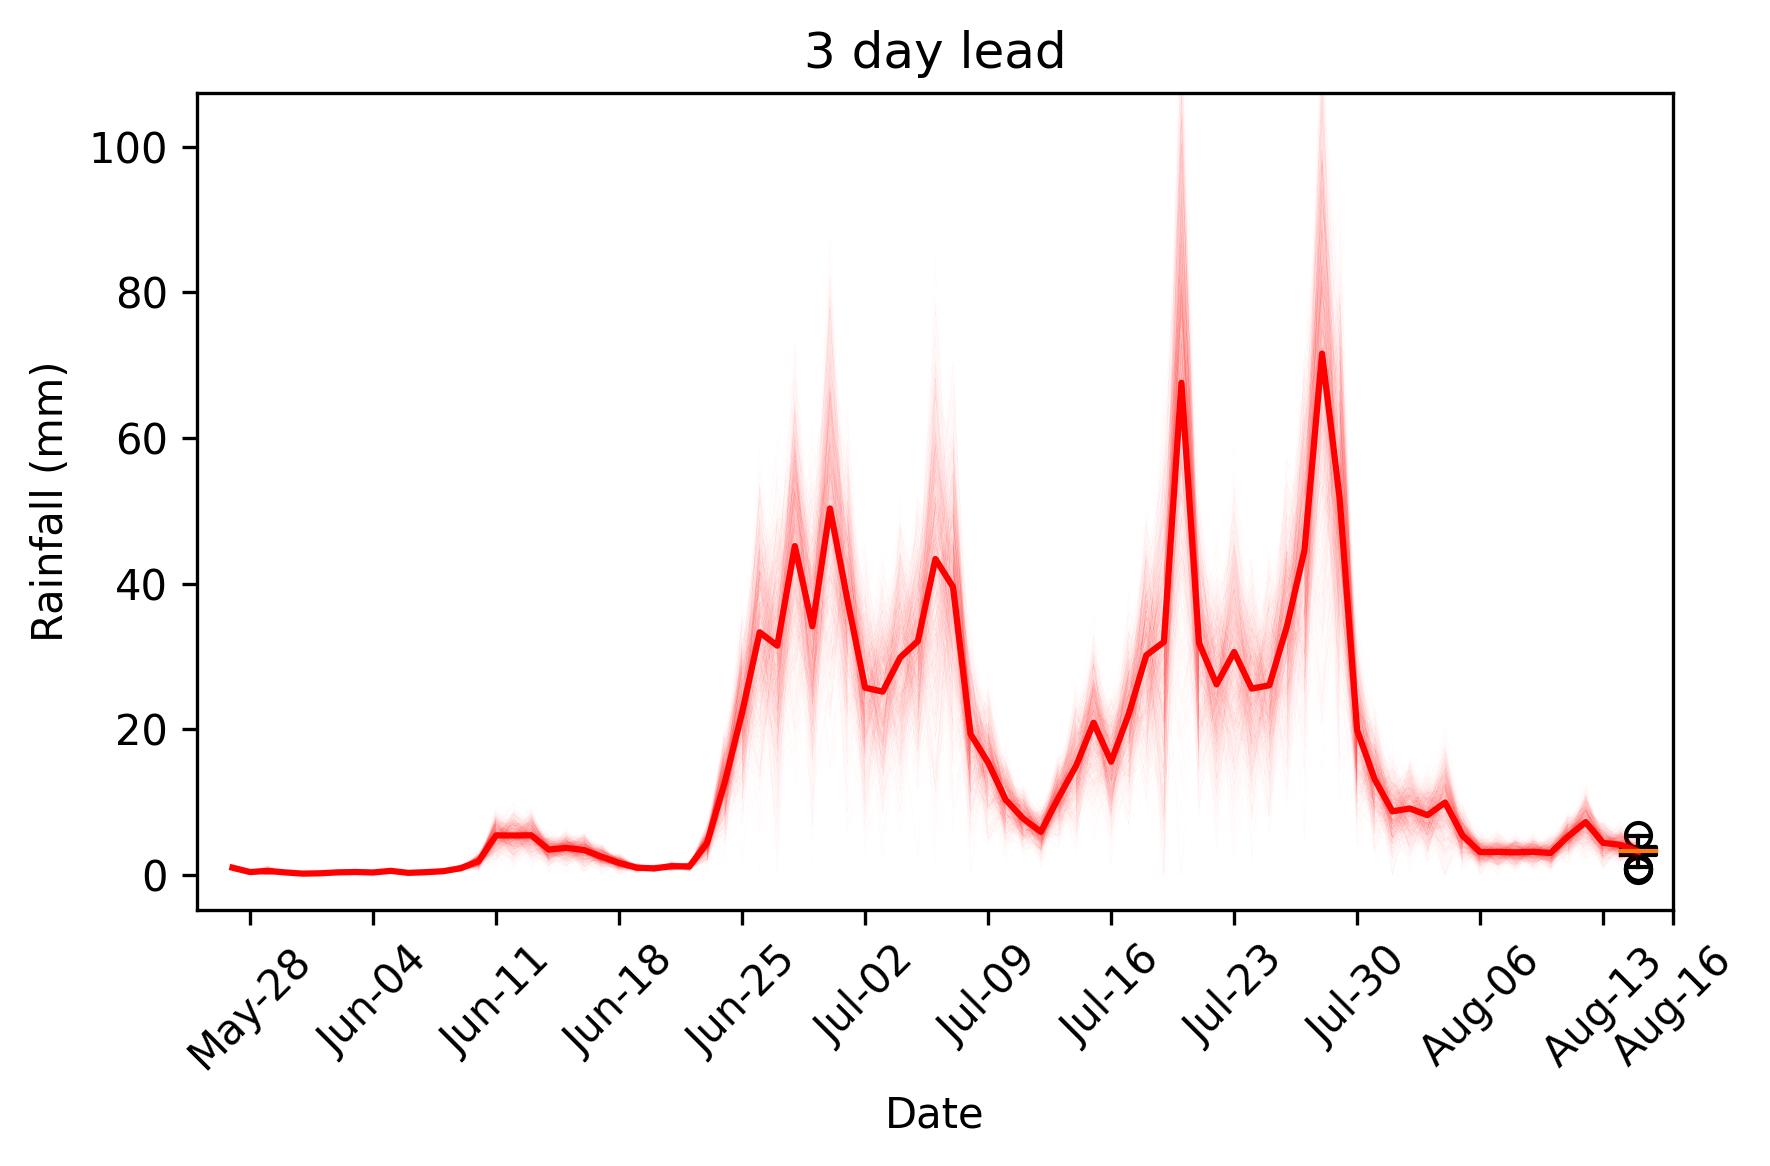 3 day lead
100
80
60
40
20
0
Rainfall (mm)
May-28
Jun-04
Jun-11
Jun-18
Jun-25
Jul-02
Jul-09
Jul-16
Jul-23
Jul-30
Aug-06
Aug-13
Aug-16
Date